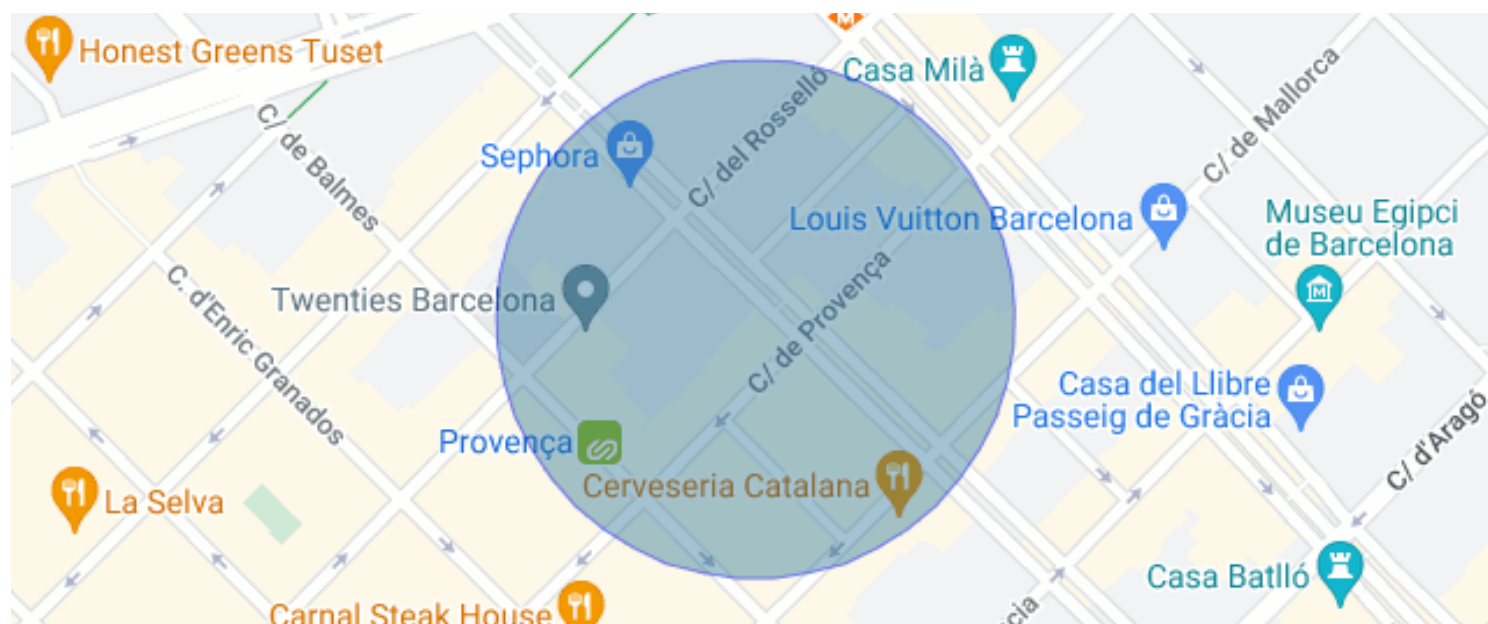 Honest Greens Tuset
Casa Milà
C/ de Mallorca
C/ de Balmes
Sephora
C/ del Rosselló
Louis Vuitton Barcelona
Museu Egipci
de Barcelona
Twenties Barcelona
C. d'Enric Granados
C/ de Provença
Casa del Llibre
Passeig de Gràcia
C/ d'Aragó
Provença
Cerveseria Catalana
La Selva
Casa Batlló
Carnal Steak House